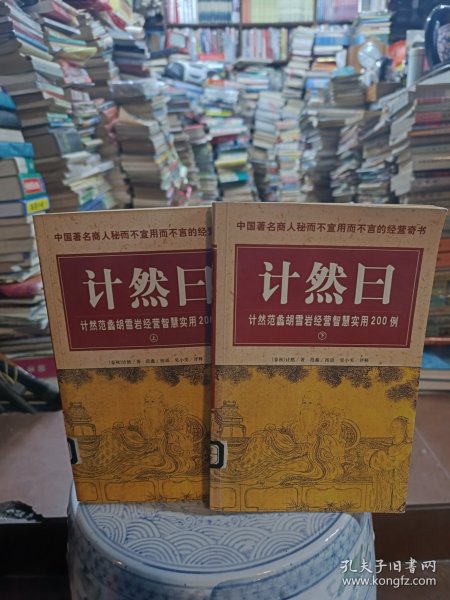 中国著名商人秘而不宣用而不言的经营
计然曰
计然范蠡胡雪岩经营智慧实用200
上
中国著名商人秘而不宣用而不言的经营奇书
计然曰
计然范蠡胡雪岩经营智慧实用200例
下
孔夫子旧书网
www.kongfz.com